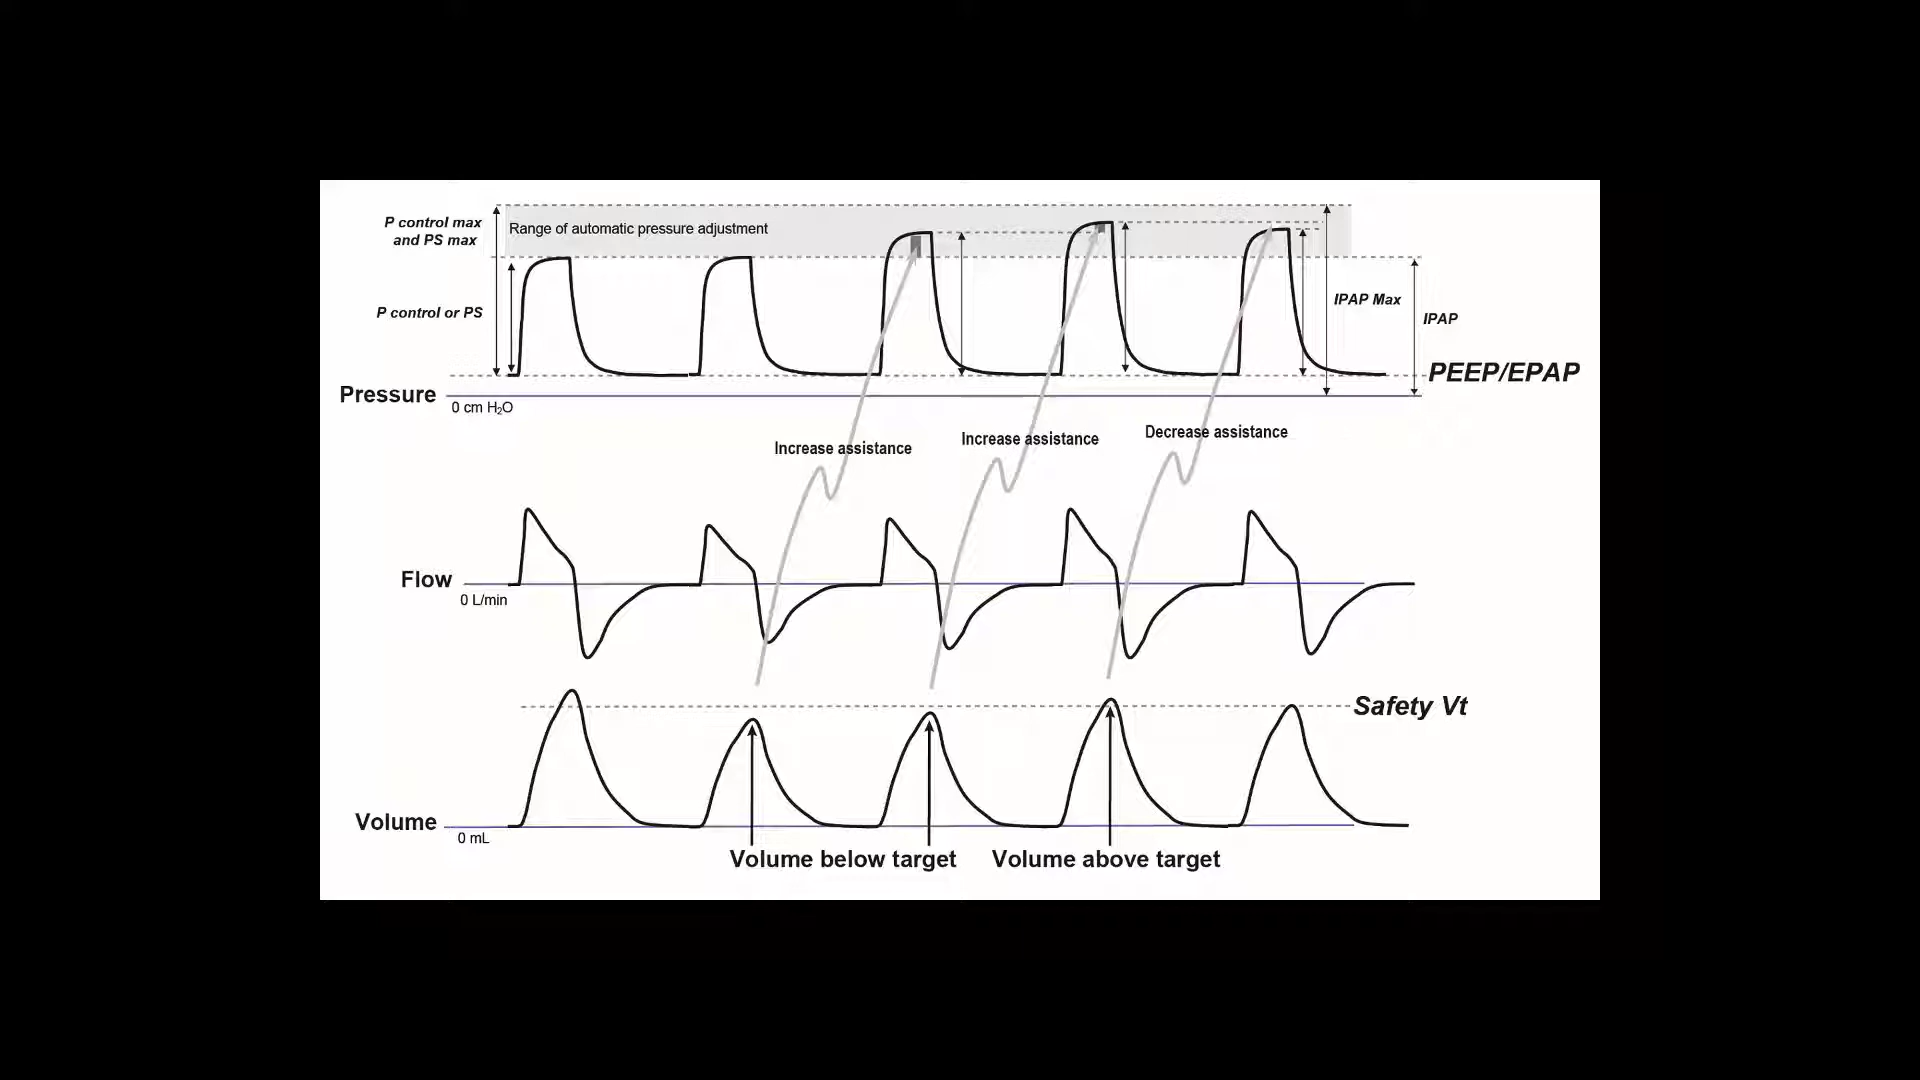 P control max
and PS max
Range of automatic pressure adjustment
P control or PS
IPAP Max
IPAP
PEEP/EPAP
Pressure
0 cm H₂O
Increase assistance
Increase assistance
Decrease assistance
Flow
0 L/min
Safety Vt
Volume
0 mL
Volume below target
Volume above target